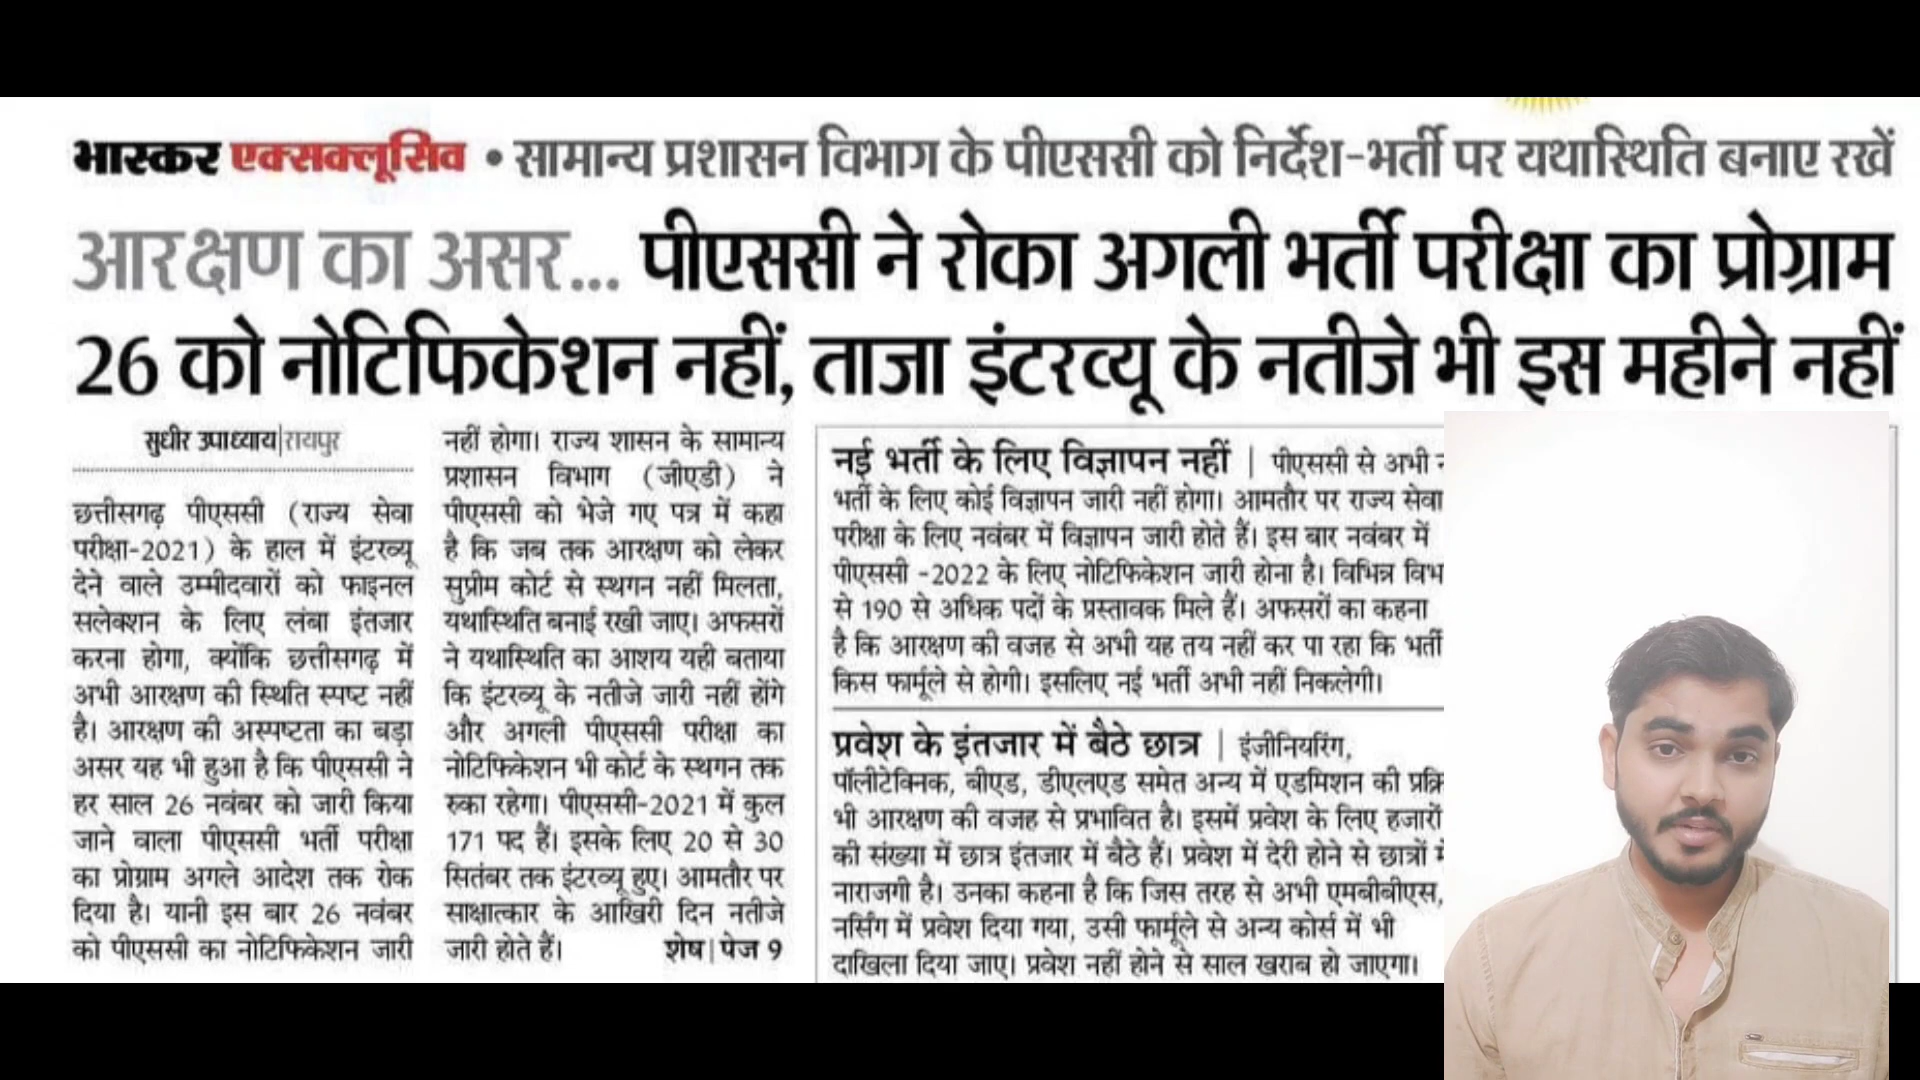 भास्कर एक्सक्लूसिव • सामान्य प्रशासन विभाग के पीएससी को निर्देश-भर्ती पर यथास्थिति बनाए रखें
आरक्षण का असर... पीएससी ने रोका अगली भर्ती परीक्षा का प्रोग्राम
26 को नोटिफिकेशन नहीं, ताजा इंटरव्यू के नतीजे भी इस महीने नहीं
सुधीर उपाध्याय|रायपुर
छत्तीसगढ़ पीएससी (राज्य सेवा
परीक्षा-2021) के हाल में इंटरव्यू
देने वाले उम्मीदवारों को फाइनल
सलेक्शन के लिए लंबा इंतजार
करना होगा, क्योंकि छत्तीसगढ़ में
अभी आरक्षण की स्थिति स्पष्ट नहीं
है। आरक्षण की अस्पष्टता का बड़ा
असर यह भी हुआ है कि पीएससी ने
हर साल 26 नवंबर को जारी किया
जाने वाला पीएससी भर्ती परीक्षा
का प्रोग्राम अगले आदेश तक रोक
दिया है। यानी इस बार 26 नवंबर
को पीएससी का नोटिफिकेशन जारी
नहीं होगा। राज्य शासन के सामान्य
प्रशासन विभाग (जीएडी) ने
पीएससी को भेजे गए पत्र में कहा
है कि जब तक आरक्षण को लेकर
सुप्रीम कोर्ट से स्थगन नहीं मिलता,
यथास्थिति बनाई रखी जाए। अफसरों
ने यथास्थिति का आशय यही बताया
कि इंटरव्यू के नतीजे जारी नहीं होंगे
और अगली पीएससी परीक्षा का
नोटिफिकेशन भी कोर्ट के स्थगन तक
रुका रहेगा। पीएससी-2021 में कुल
171 पद हैं। इसके लिए 20 से 30
सितंबर तक इंटरव्यू हुए। आमतौर पर
साक्षात्कार के आखिरी दिन नतीजे
जारी होते हैं। शेष|पेज 9
नई भर्ती के लिए विज्ञापन नहीं | पीएससी से अभी
भर्ती के लिए कोई विज्ञापन जारी नहीं होगा। आमतौर पर राज्य सेवा
परीक्षा के लिए नवंबर में विज्ञापन जारी होते हैं। इस बार नवंबर में
पीएससी -2022 के लिए नोटिफिकेशन जारी होना है। विभिन्न विभ
से 190 से अधिक पदों के प्रस्तावक मिले हैं। अफसरों का कहना
है कि आरक्षण की वजह से अभी यह तय नहीं कर पा रहा कि भर्ती
किस फार्मूले से होगी। इसलिए नई भर्ती अभी नहीं निकलेगी।
प्रवेश के इंतजार में बैठे छात्र | इंजीनियरिंग,
पॉलीटेक्निक, बीएड, डीएलएड समेत अन्य में एडमिशन की प्रक्रि
भी आरक्षण की वजह से प्रभावित है। इसमें प्रवेश के लिए हजारों
की संख्या में छात्र इंतजार में बैठे हैं। प्रवेश में देरी होने से छात्रों में
नाराजगी है। उनका कहना है कि जिस तरह से अभी एमबीबीएस,
नर्सिंग में प्रवेश दिया गया, उसी फार्मूले से अन्य कोर्स में भी
दाखिला दिया जाए। प्रवेश नहीं होने से साल खराब हो जाएगा।